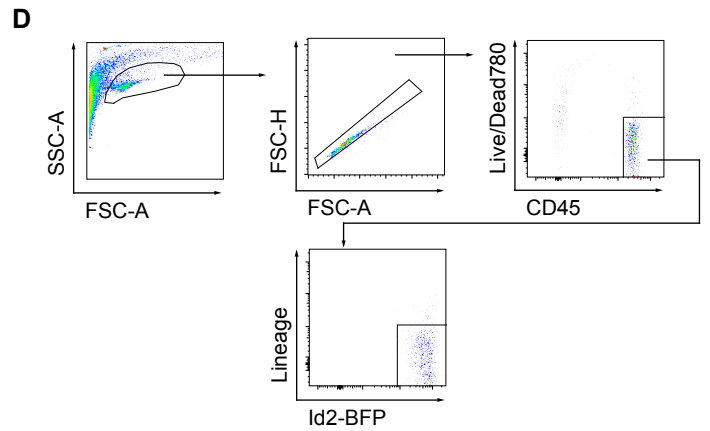 D
SSC-A
FSC-A
FSC-H
FSC-A
Live/Dead780
CD45
Lineage
Id2-BFP